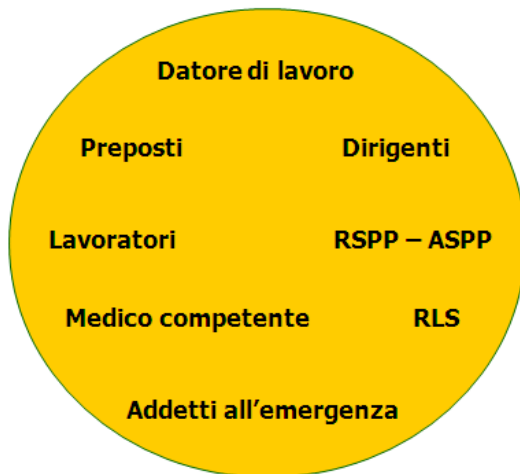 Datore di lavoro
Preposti
Dirigenti
Lavoratori
RSPP – ASPP
Medico competente
RLS
Addetti all’emergenza